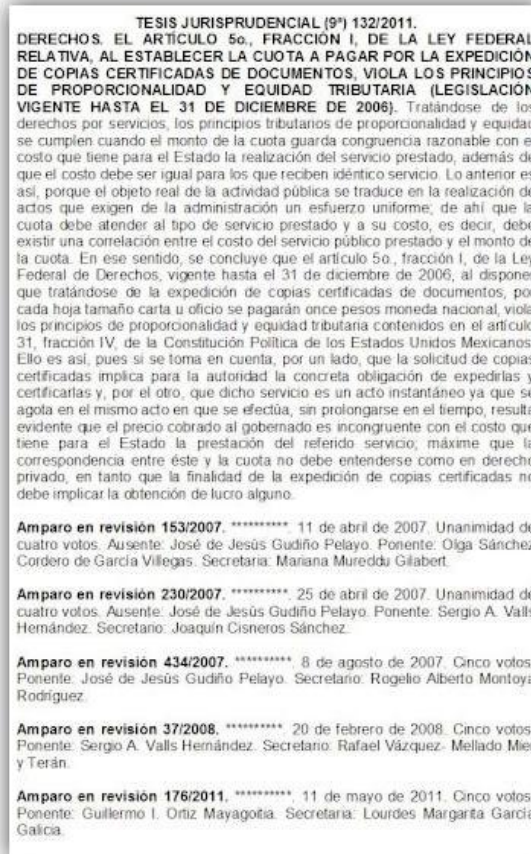 TESIS JURISPRUDENCIAL (9ª) 132/2011.
DERECHOS. EL ARTÍCULO 5o., FRACCIÓN I, DE LA LEY FEDERAL
RELATIVA, AL ESTABLECER LA CUOTA A PAGAR POR LA EXPEDICIÓN
DE COPIAS CERTIFICADAS DE DOCUMENTOS, VIOLA LOS PRINCIPIOS
DE PROPORCIONALIDAD Y EQUIDAD TRIBUTARIA (LEGISLACIÓN
VIGENTE HASTA EL 31 DE DICIEMBRE DE 2006). Tratándose de los
derechos por servicios, los principios tributarios de proporcionalidad y equidad
se cumplen cuando el monto de la cuota guarda congruencia razonable con e
costo que tiene para el Estado la realización del servicio prestado, además de
que el costo debe ser igual para los que reciben idéntico servicio. Lo anterior es
así, porque el objeto real de la actividad pública se traduce en la realización de
actos que exigen de la administración un esfuerzo uniforme; de ahí que la
cuota debe atender al tipo de servicio prestado y a su costo, es decir, debe
existir una correlación entre el costo del servicio público prestado y el monto de
la cuota. En ese sentido, se concluye que el artículo 5o., fracción I, de la Ley
Federal de Derechos, vigente hasta el 31 de diciembre de 2006, al dispone
que tratándose de la expedición de copias certificadas de documentos, po
cada hoja tamaño carta u oficio se pagarán once pesos moneda nacional, viola
los principios de proporcionalidad y equidad tributaria contenidos en el artículo
31, fracción IV, de la Constitución Política de los Estados Unidos Mexicanos
Ello es así, pues si se toma en cuenta, por un lado, que la solicitud de copias
certificadas implica para la autoridad la concreta obligación de expedirlas y
certificarlas y, por el otro, que dicho servicio es un acto instantáneo ya que se
agota en el mismo acto en que se efectúa, sin prolongarse en el tiempo, resulta
evidente que el precio cobrado al gobernado es incongruente con el costo que
tiene para el Estado la prestación del referido servicio; máxime que la
correspondencia entre éste y la cuota no debe entenderse como en derecho
privado, en tanto que la finalidad de la expedición de copias certificadas no
debe implicar la obtención de lucro alguno.
Amparo en revisión 153/2007. **********. 11 de abril de 2007. Unanimidad de
cuatro votos. Ausente: José de Jesús Gudiño Pelayo. Ponente: Olga Sánchez
Cordero de García Villegas. Secretaria: Mariana Mureddu Gilabert.
Amparo en revisión 230/2007. **********. 25 de abril de 2007. Unanimidad de
cuatro votos. Ausente: José de Jesús Gudiño Pelayo. Ponente: Sergio A. Valls
Hernández. Secretario: Joaquín Cisneros Sánchez.
Amparo en revisión 434/2007. **********. 8 de agosto de 2007. Cinco votos
Ponente: José de Jesús Gudiño Pelayo. Secretario: Rogelio Alberto Montoya
Rodríguez.
Amparo en revisión 37/2008. **********. 20 de febrero de 2008. Cinco votos
Ponente: Sergio A. Valls Hernández. Secretario: Rafael Vázquez- Mellado Mie
y Terán.
Amparo en revisión 176/2011. **********. 11 de mayo de 2011. Cinco votos
Ponente: Guillermo I. Ortiz Mayagoitia. Secretaria: Lourdes Margarita García
Galicia.